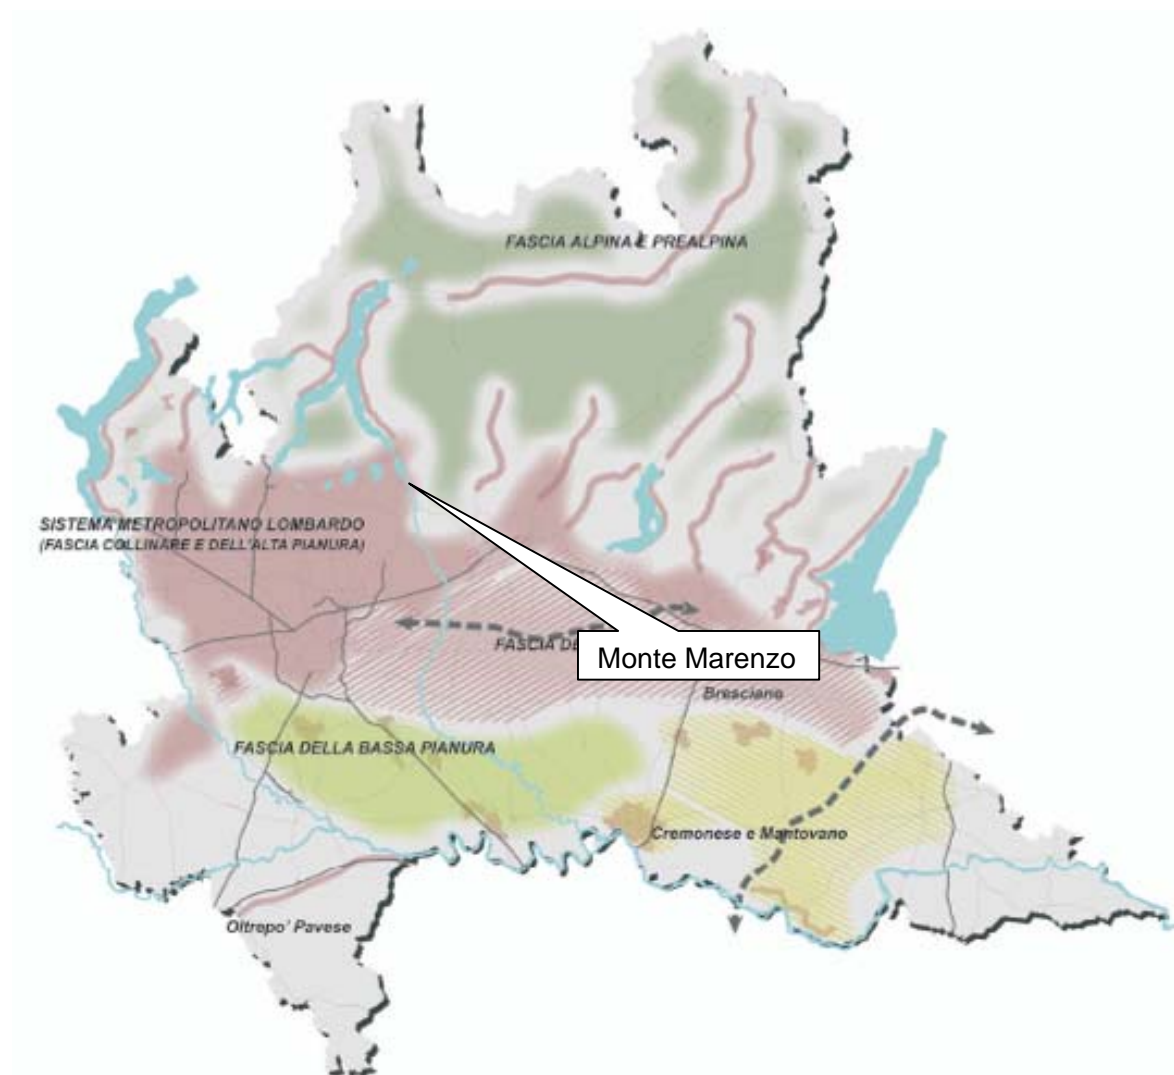 FASCIA ALPINA E PREALPINA
SISTEMA METROPOLITANO LOMBARDO
(FASCIA COLLINARE E DELL'ALTA PIANURA)
FASCIA DE
Monte Marenzo
Bresciano
FASCIA DELLA BASSA PIANURA
Cremonese e Mantovano
Oltrepo' Pavese